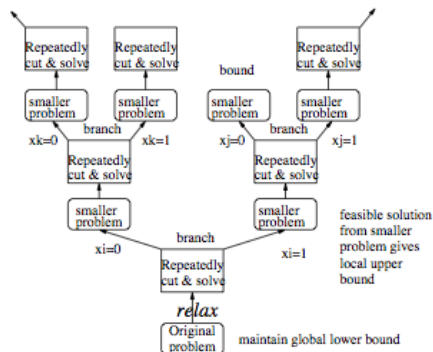 Repeatedly
cut & solve
Repeatedly
cut & solve
Repeatedly
cut & solve
bound
smaller
problem
smaller
problem
smaller
problem
smaller
problem
branch
branch
xk=0
xk=1
xj=0
xj=1
Repeatedly
cut & solve
Repeatedly
cut & solve
smaller
problem
smaller
problem
feasible solution
from smaller
problem gives
local upper
bound
branch
xi=0
xi=1
Repeatedly
cut & solve
relax
Original
problem
maintain global lower bound